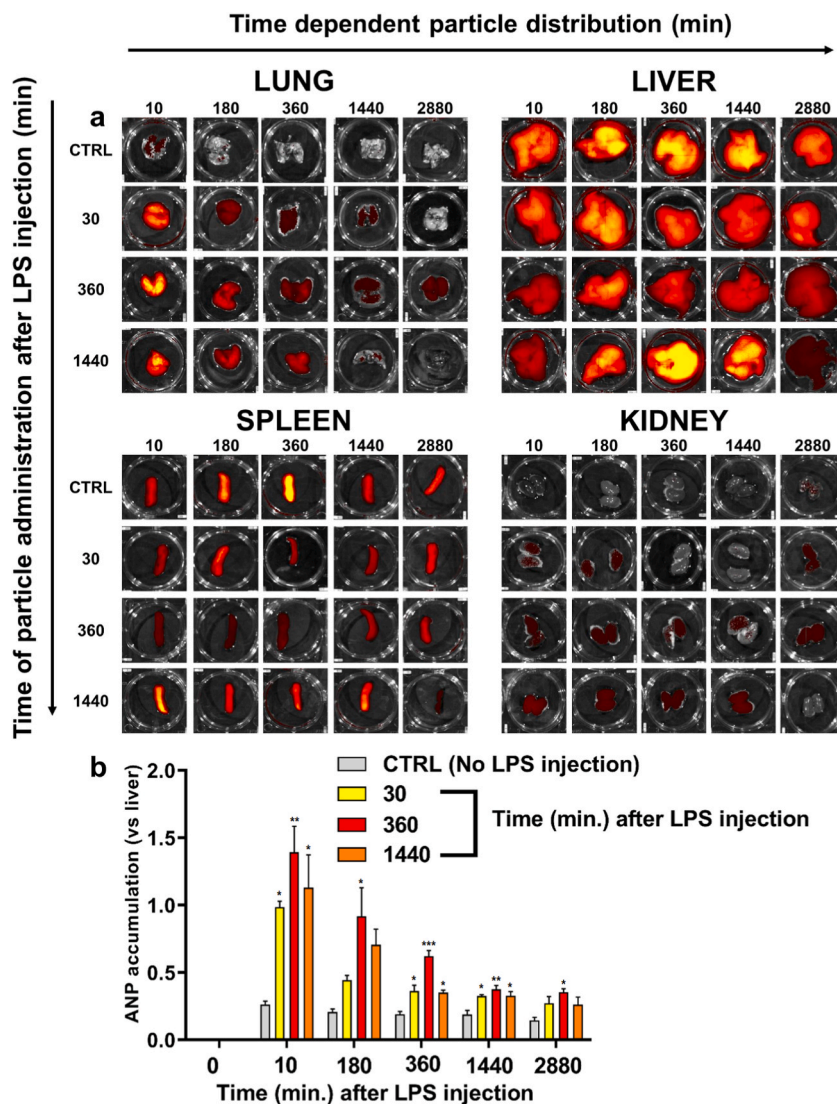 Time dependent particle distribution (min)
Time of particle administration after LPS injection (min)
a
LUNG
10 180 360 1440 2880
CTRL
30
360
1440
LIVER
10 180 360 1440 2880
SPLEEN
10 180 360 1440 2880
CTRL
30
360
1440
KIDNEY
10 180 360 1440 2880
b
ANP accumulation (vs liver)
2.0
1.5
1.0
0.5
0.0
CTRL (No LPS injection)
30
360
1440
Time (min.) after LPS injection
* ** *
*
* *** *
* ** *
*
0 10 180 360 1440 2880
Time (min.) after LPS injection